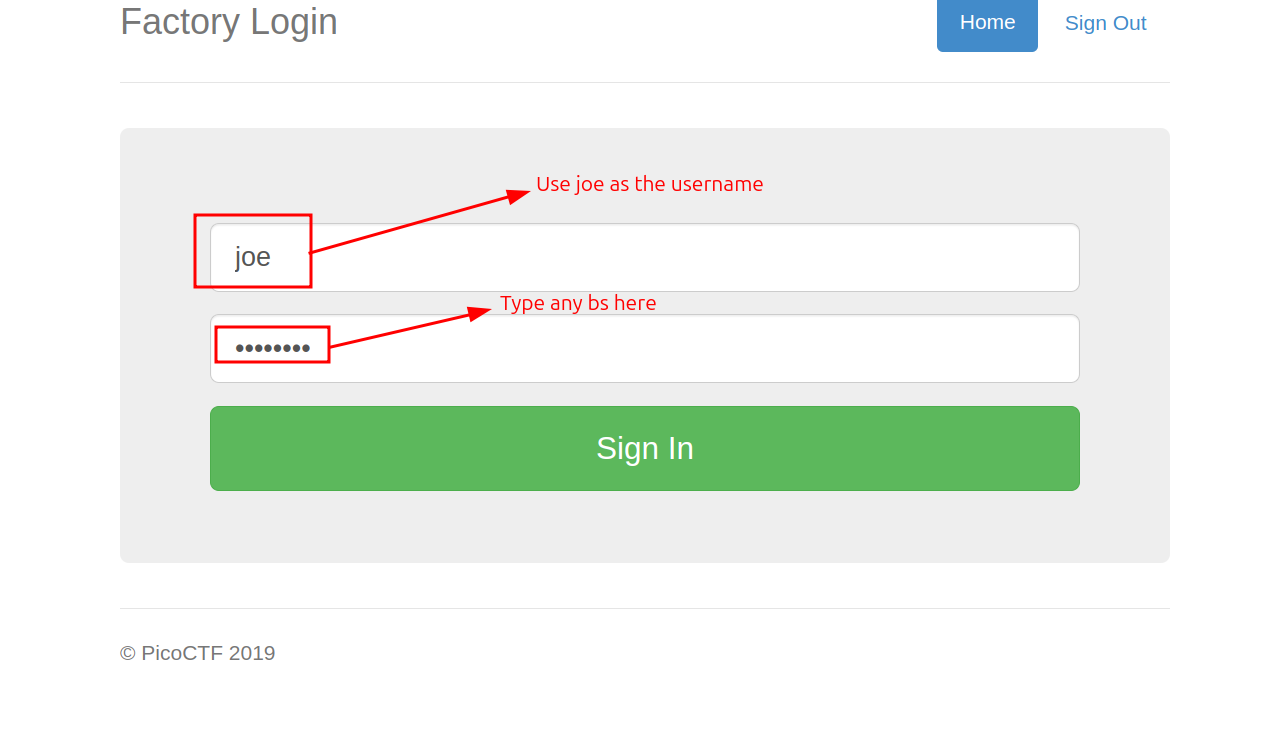 Factory Login
Home
Sign Out
Use joe as the username
joe
Type any bs here
••••••••
Sign In
© PicoCTF 2019